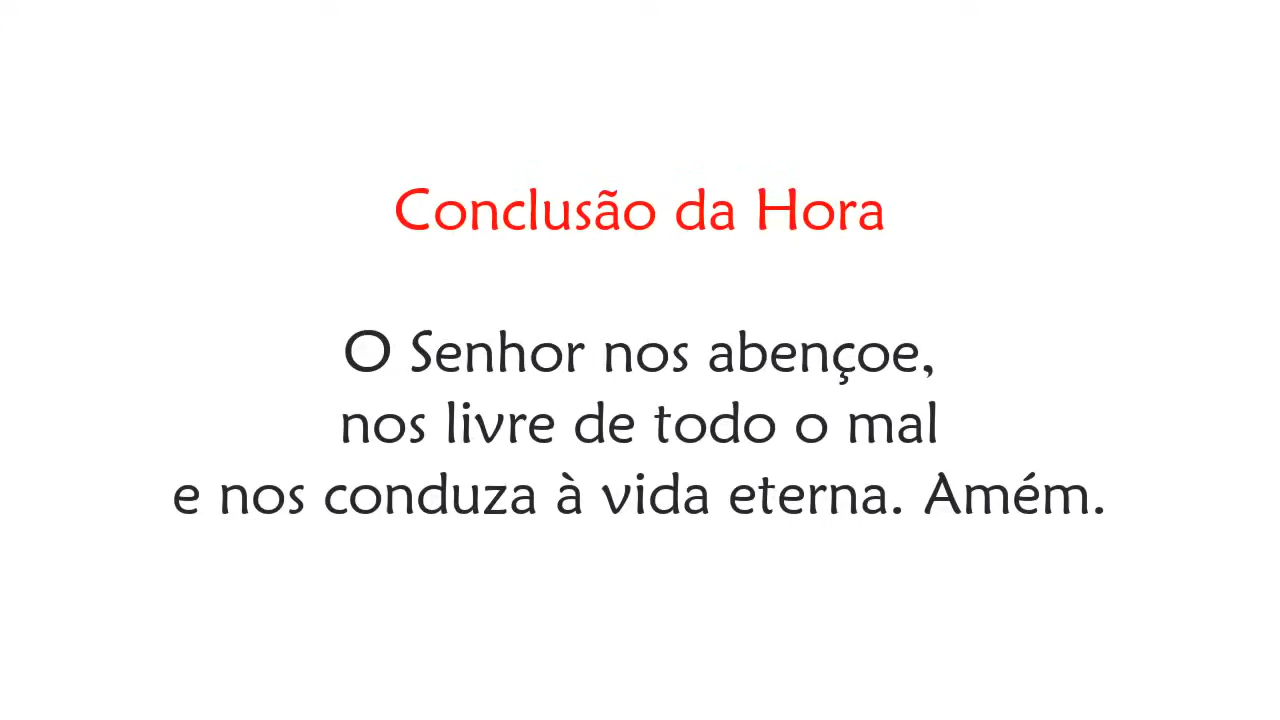 Conclusão da Hora
O Senhor nos abençoe,
nos livre de todo o mal
e nos conduza à vida eterna. Amém.